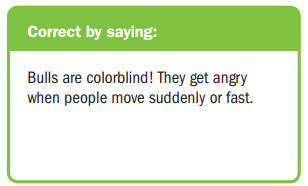 Correct by saying:
Bulls are colorblind! They get angry
when people move suddenly or fast.